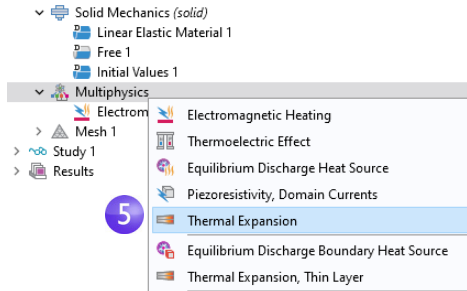 Solid Mechanics (solid)
Linear Elastic Material 1
Free 1
Initial Values 1
Multiphysics
Electrom
Mesh 1
Study 1
Results
Electromagnetic Heating
Thermoelectric Effect
Equilibrium Discharge Heat Source
Piezoresistivity, Domain Currents
5
Thermal Expansion
Equilibrium Discharge Boundary Heat Source
Thermal Expansion, Thin Layer